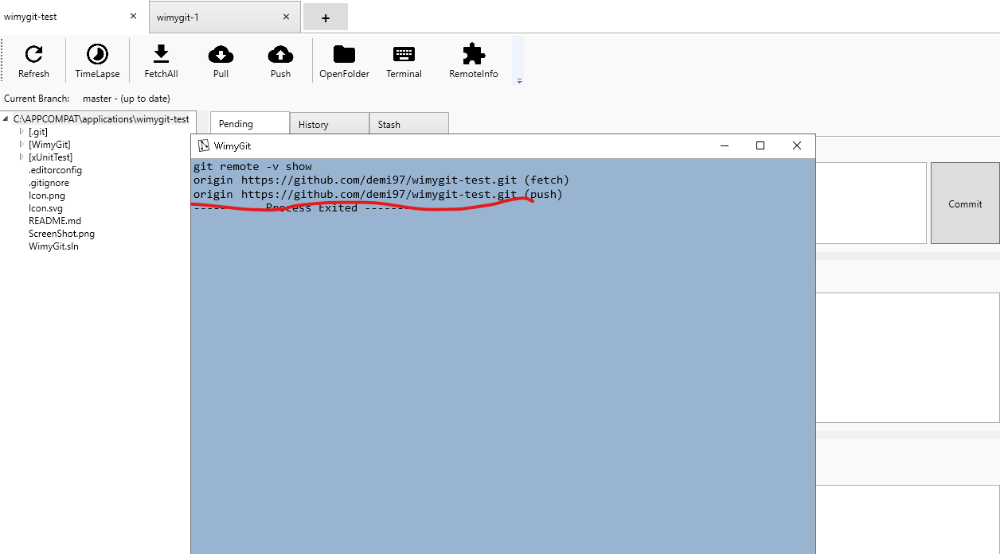 wimygit-test
wimygit-1
Refresh
TimeLapse
FetchAll
Pull
Push
OpenFolder
Terminal
RemoteInfo
Current Branch: master - (up to date)
C:\APPCOMPAT\applications\wimygit-test
[.git]
[WimyGit]
[xUnitTest]
.editorconfig
.gitignore
Icon.png
Icon.svg
README.md
ScreenShot.png
WimyGit.sln
Pending
History
Stash
WimyGit
git remote -v show
origin https://github.com/demi97/wimygit-test.git (fetch)
origin https://github.com/demi97/wimygit-test.git (push)
Process Exited
Commit